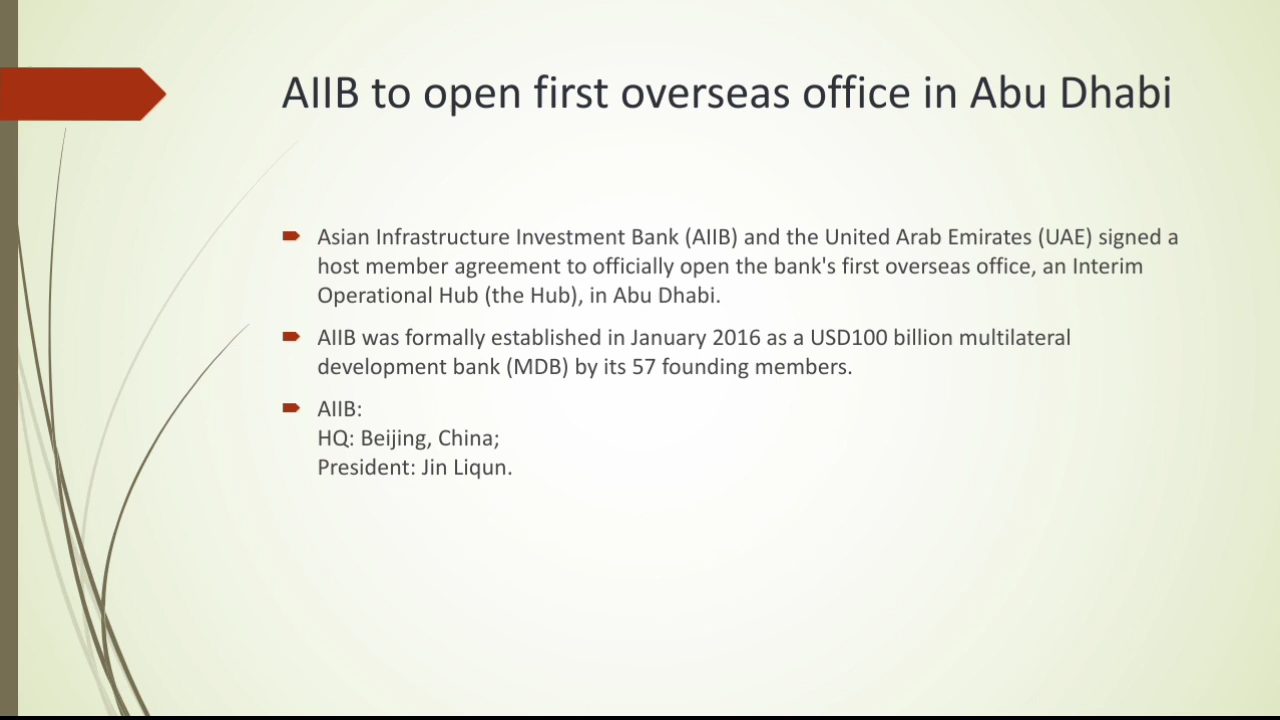 AIIB to open first overseas office in Abu Dhabi
Asian Infrastructure Investment Bank (AIIB) and the United Arab Emirates (UAE) signed a
host member agreement to officially open the bank's first overseas office, an Interim
Operational Hub (the Hub), in Abu Dhabi.
AIIB was formally established in January 2016 as a USD100 billion multilateral
development bank (MDB) by its 57 founding members.
AIIB:
HQ: Beijing, China;
President: Jin Liqun.